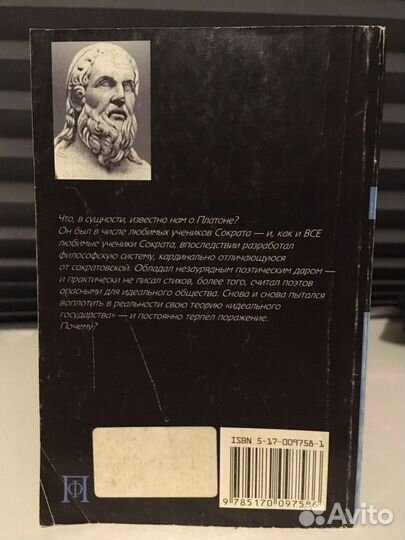 Что, в сущности, известно нам о Платоне?
Он был в числе любимых учеников Сократа — и, как и ВСЕ
любимые ученики Сократа, впоследствии разработал
философскую систему, кардинально отличающуюся
от сократовской. Обладал незаурядным поэтическим даром —
и практически не писал стихов, более того, считал поэтов
опасными для идеального общества. Снова и снова пытался
воплотить в реальности свою теорию «идеального
государства» — и постоянно терпел поражение.
Почему?
ISBN 5-17-009758-1
9 785170 097586
Avito